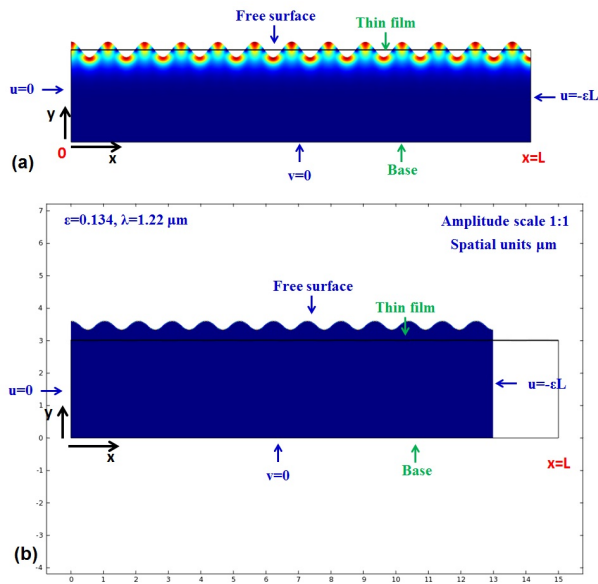 Free surface
Thin film
u=0
u=-εL
y
(a)
0
x
v=0
Base
x=L
ε=0.134, λ=1.22 µm
Amplitude scale 1:1
Spatial units µm
Free surface
Thin film
u=0
u=-εL
y
x
v=0
Base
x=L
(b)
7
6
5
4
3
2
1
0
-1
-2
-3
-4
0 1 2 3 4 5 6 7 8 9 10 11 12 13 14 15